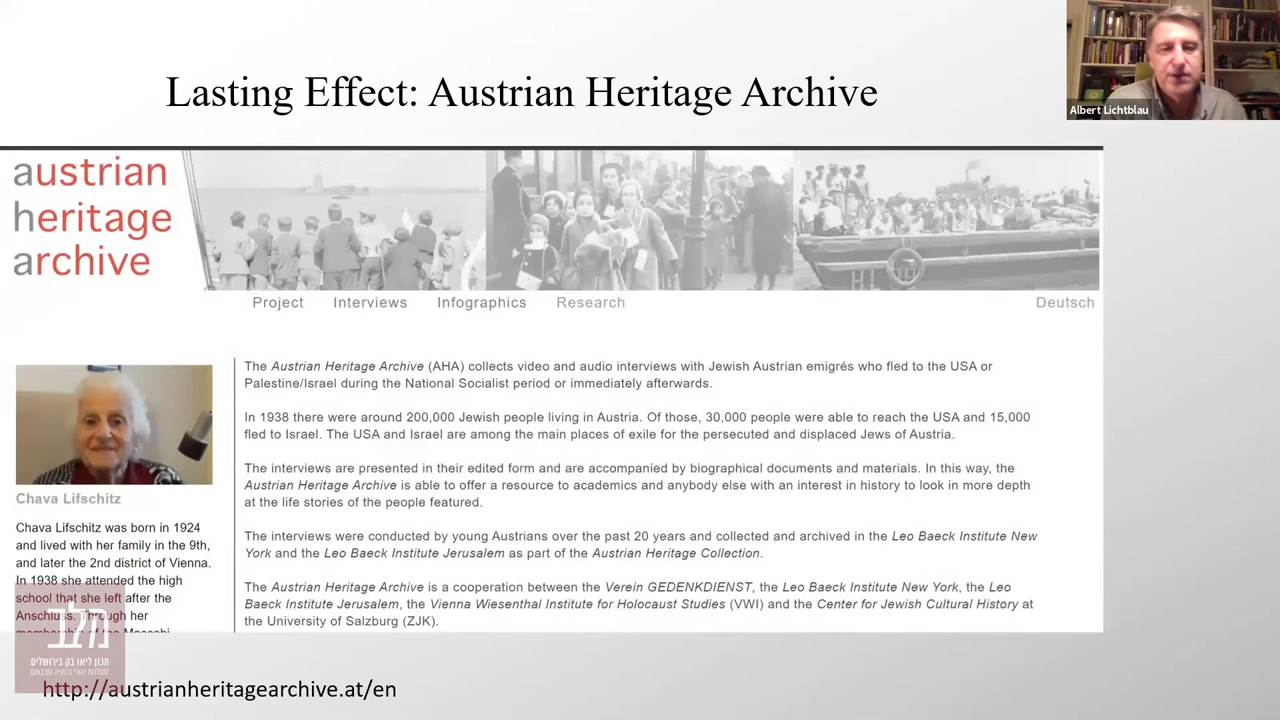 Lasting Effect: Austrian Heritage Archive
Albert Lichtblau
austrian
heritage
archive
Project Interviews Infographics Research Deutsch
The Austrian Heritage Archive (AHA) collects video and audio interviews with Jewish Austrian emigrés who fled to the USA or
Palestine/Israel during the National Socialist period or immediately afterwards.
In 1938 there were around 200,000 Jewish people living in Austria. Of those, 30,000 people were able to reach the USA and 15,000
fled to Israel. The USA and Israel are among the main places of exile for the persecuted and displaced Jews of Austria.
The interviews are presented in their edited form and are accompanied by biographical documents and materials. In this way, the
Austrian Heritage Archive is able to offer a resource to academics and anybody else with an interest in history to look in more depth
at the life stories of the people featured.
The interviews were conducted by young Austrians over the past 20 years and collected and archived in the Leo Baeck Institute New
York and the Leo Baeck Institute Jerusalem as part of the Austrian Heritage Collection.
The Austrian Heritage Archive is a cooperation between the Verein GEDENKDIENST, the Leo Baeck Institute New York, the Leo
Baeck Institute Jerusalem, the Vienna Wiesenthal Institute for Holocaust Studies (VWI) and the Center for Jewish Cultural History at
the University of Salzburg (ZJK).
Chava Lifschitz
Chava Lifschitz was born in 1924
and lived with her family in the 9th,
and later the 2nd district of Vienna.
In 1938 she attended the high
school that she left after the
Anschluss. Through her
membership of the Maccabi
מלב
מכון ליאו בק בירושלים
http://austrianheritagearchive.at/en